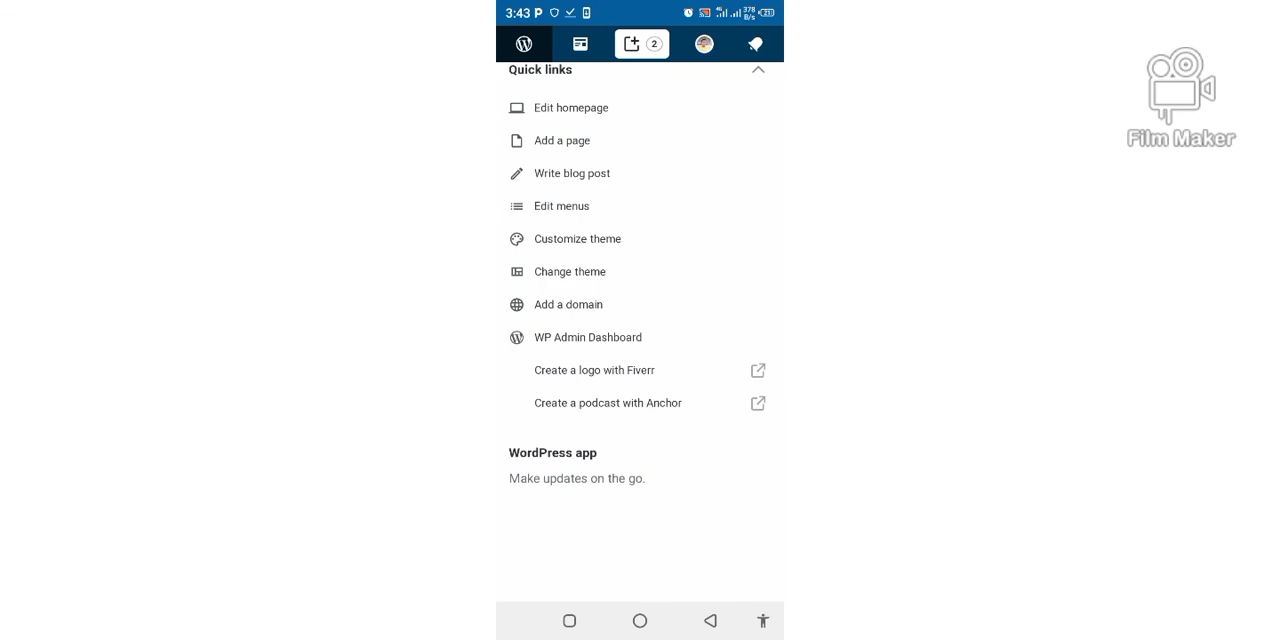 3:43
378
B/s
21
2
Quick links
Edit homepage
Add a page
Write blog post
Edit menus
Customize theme
Change theme
Add a domain
WP Admin Dashboard
Create a logo with Fiverr
Create a podcast with Anchor
WordPress app
Make updates on the go.
Film Maker